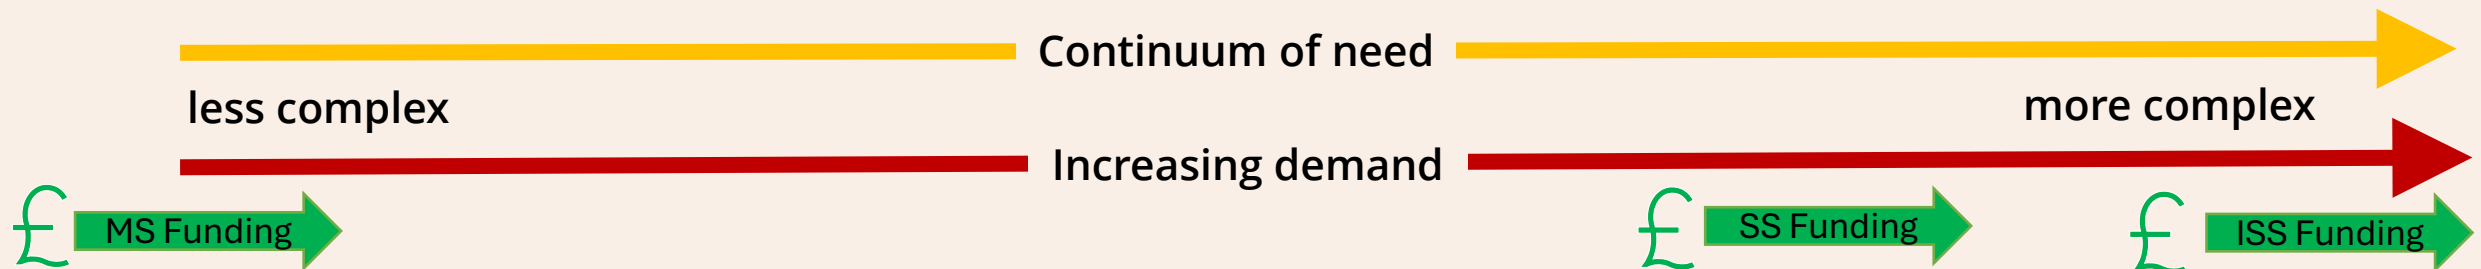 Continuum of need
less complex
more complex
Increasing demand
£ MS Funding
£ SS Funding
£ ISS Funding